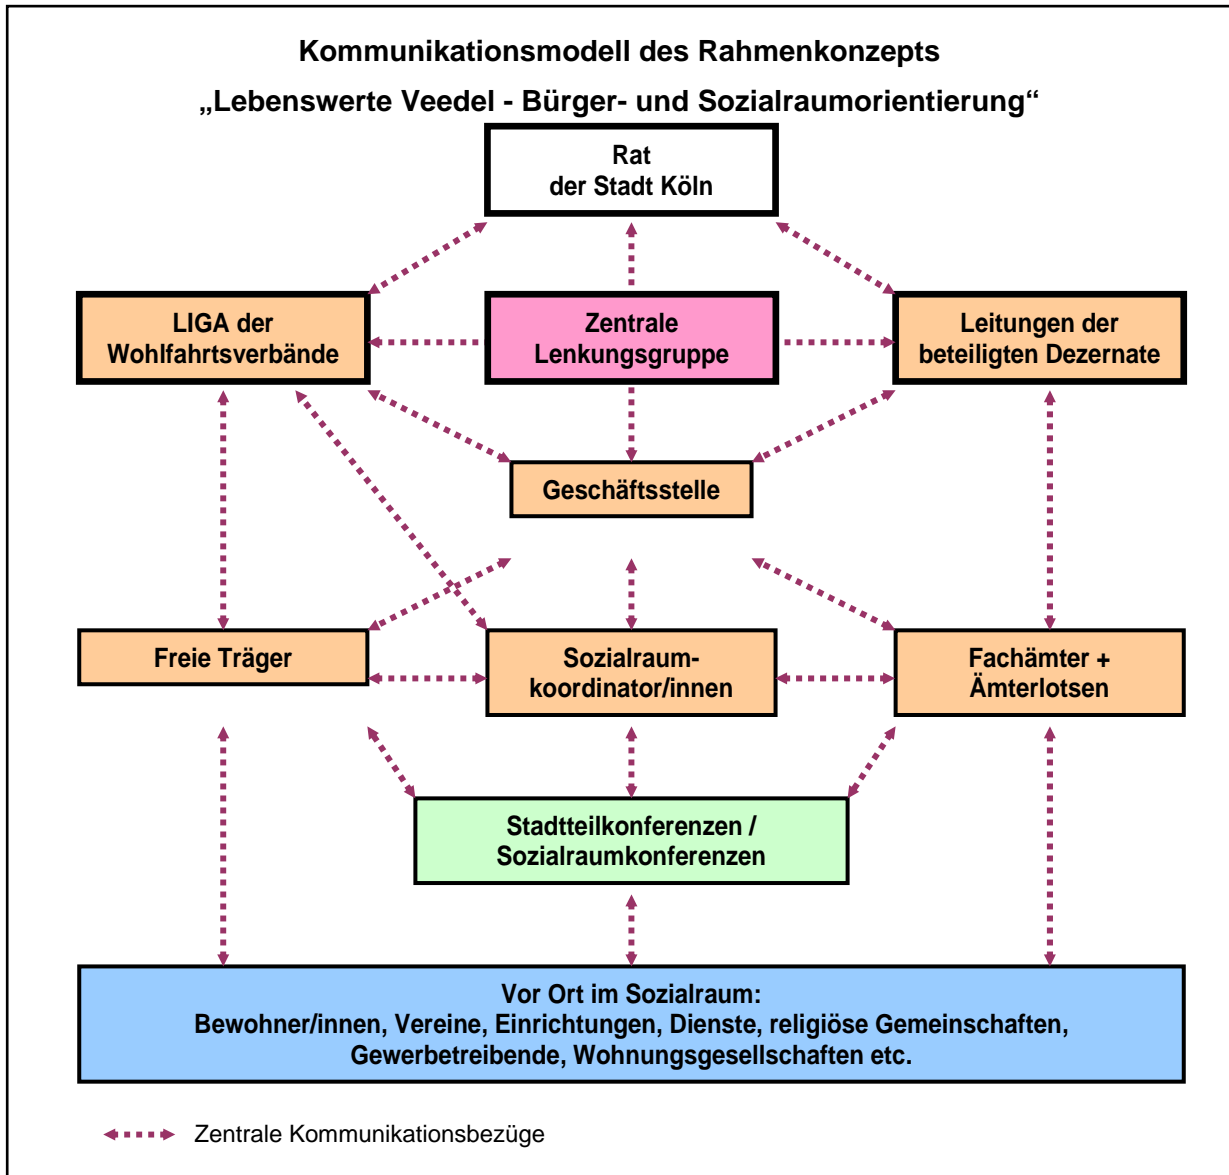 Kommunikationsmodell des Rahmenkonzepts
„Lebenswerte Veedel - Bürger- und Sozialraumorientierung“
Rat
der Stadt Köln
LIGA der
Wohlfahrtsverbände
Zentrale
Lenkungsgruppe
Leitungen der
beteiligten Dezernate
Geschäftsstelle
Freie Träger
Sozialraum-
koordinator/innen
Fachämter +
Ämterlotsen
Stadtteilkonferenzen /
Sozialraumkonferenzen
Vor Ort im Sozialraum:
Bewohner/innen, Vereine, Einrichtungen, Dienste, religiöse Gemeinschaften,
Gewerbetreibende, Wohnungsgesellschaften etc.
Zentrale Kommunikationsbezüge